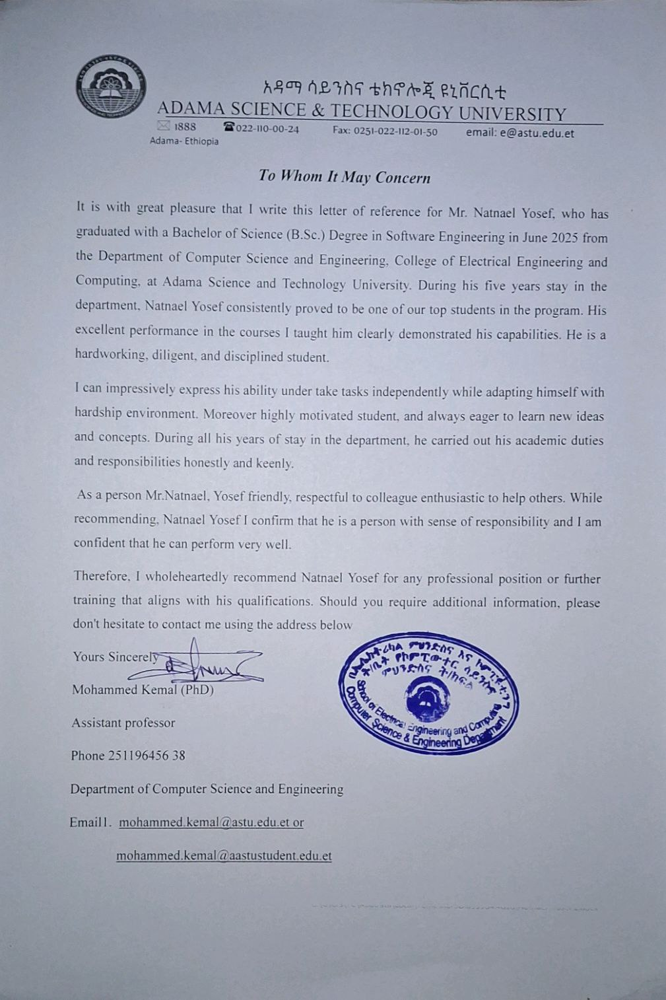 አዳማ ሳይንስና ቴክኖሎጂ ዩኒቨርሲቲ
ADAMA SCIENCE & TECHNOLOGY UNIVERSITY
1888 022-110-00-24 Fax: 0251-022-112-01-50 email: e@astu.edu.et
Adama- Ethiopia
To Whom It May Concern
It is with great pleasure that I write this letter of reference for Mr. Natnael Yosef, who has
graduated with a Bachelor of Science (B.Sc.) Degree in Software Engineering in June 2025 from
the Department of Computer Science and Engineering, College of Electrical Engineering and
Computing, at Adama Science and Technology University. During his five years stay in the
department, Natnael Yosef consistently proved to be one of our top students in the program. His
excellent performance in the courses I taught him clearly demonstrated his capabilities. He is a
hardworking, diligent, and disciplined student.
I can impressively express his ability under take tasks independently while adapting himself with
hardship environment. Moreover highly motivated student, and always eager to learn new ideas
and concepts. During all his years of stay in the department, he carried out his academic duties
and responsibilities honestly and keenly.
As a person Mr.Natnael, Yosef friendly, respectful to colleague enthusiastic to help others. While
recommending, Natnael Yosef I confirm that he is a person with sense of responsibility and I am
confident that he can perform very well.
Therefore, I wholeheartedly recommend Natnael Yosef for any professional position or further
training that aligns with his qualifications. Should you require additional information, please
don't hesitate to contact me using the address below
Yours Sincerely
Mohammed Kemal (PhD)
Assistant professor
Phone 251196456 38
Department of Computer Science and Engineering
Email1. mohammed.kemal@astu.edu.et or
mohammed.kemal@aastustudent.edu.et
ምህንድስና እና
የኮምፒውተር ሳይንስና
ምህንድስና ት/ክፍል
School of Electrical Engineering and Computing
Computer Science & Engineering Department